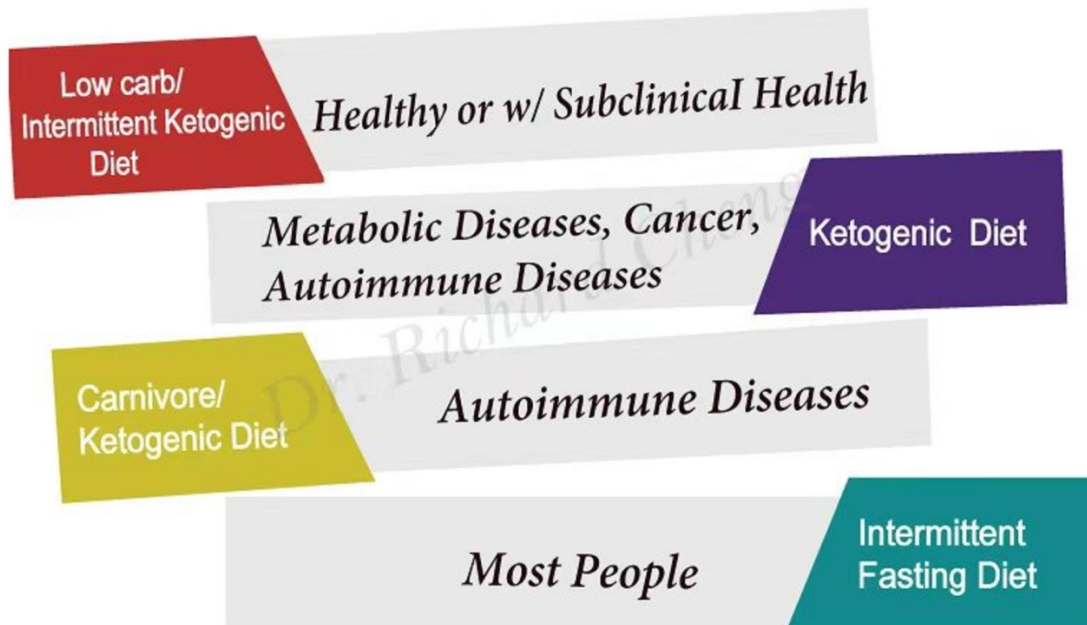 Low carb/
Intermittent Ketogenic
Diet
Healthy or w/ Subclinical Health
Metabolic Diseases, Cancer,
Autoimmune Diseases
Ketogenic Diet
Carnivore/
Ketogenic Diet
Autoimmune Diseases
Most People
Intermittent
Fasting Diet
Dr. Richard Cheng